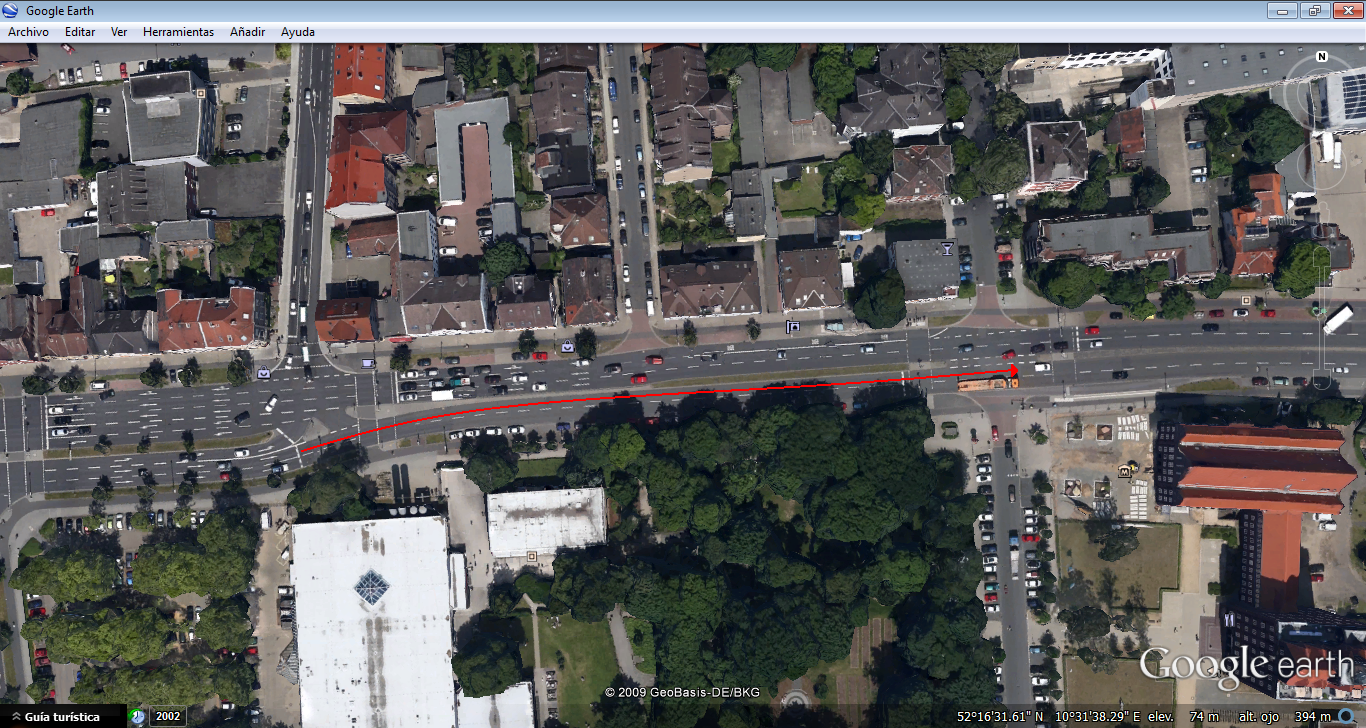 Google Earth
Archivo Editar Ver Herramientas Añadir Ayuda
N
M
© 2009 GeoBasis-DE/BKG
Google earth
Guía turística 2002
52°16'31.61" N 10°31'38.29" E elev. 74 m alt. ojo 394 m